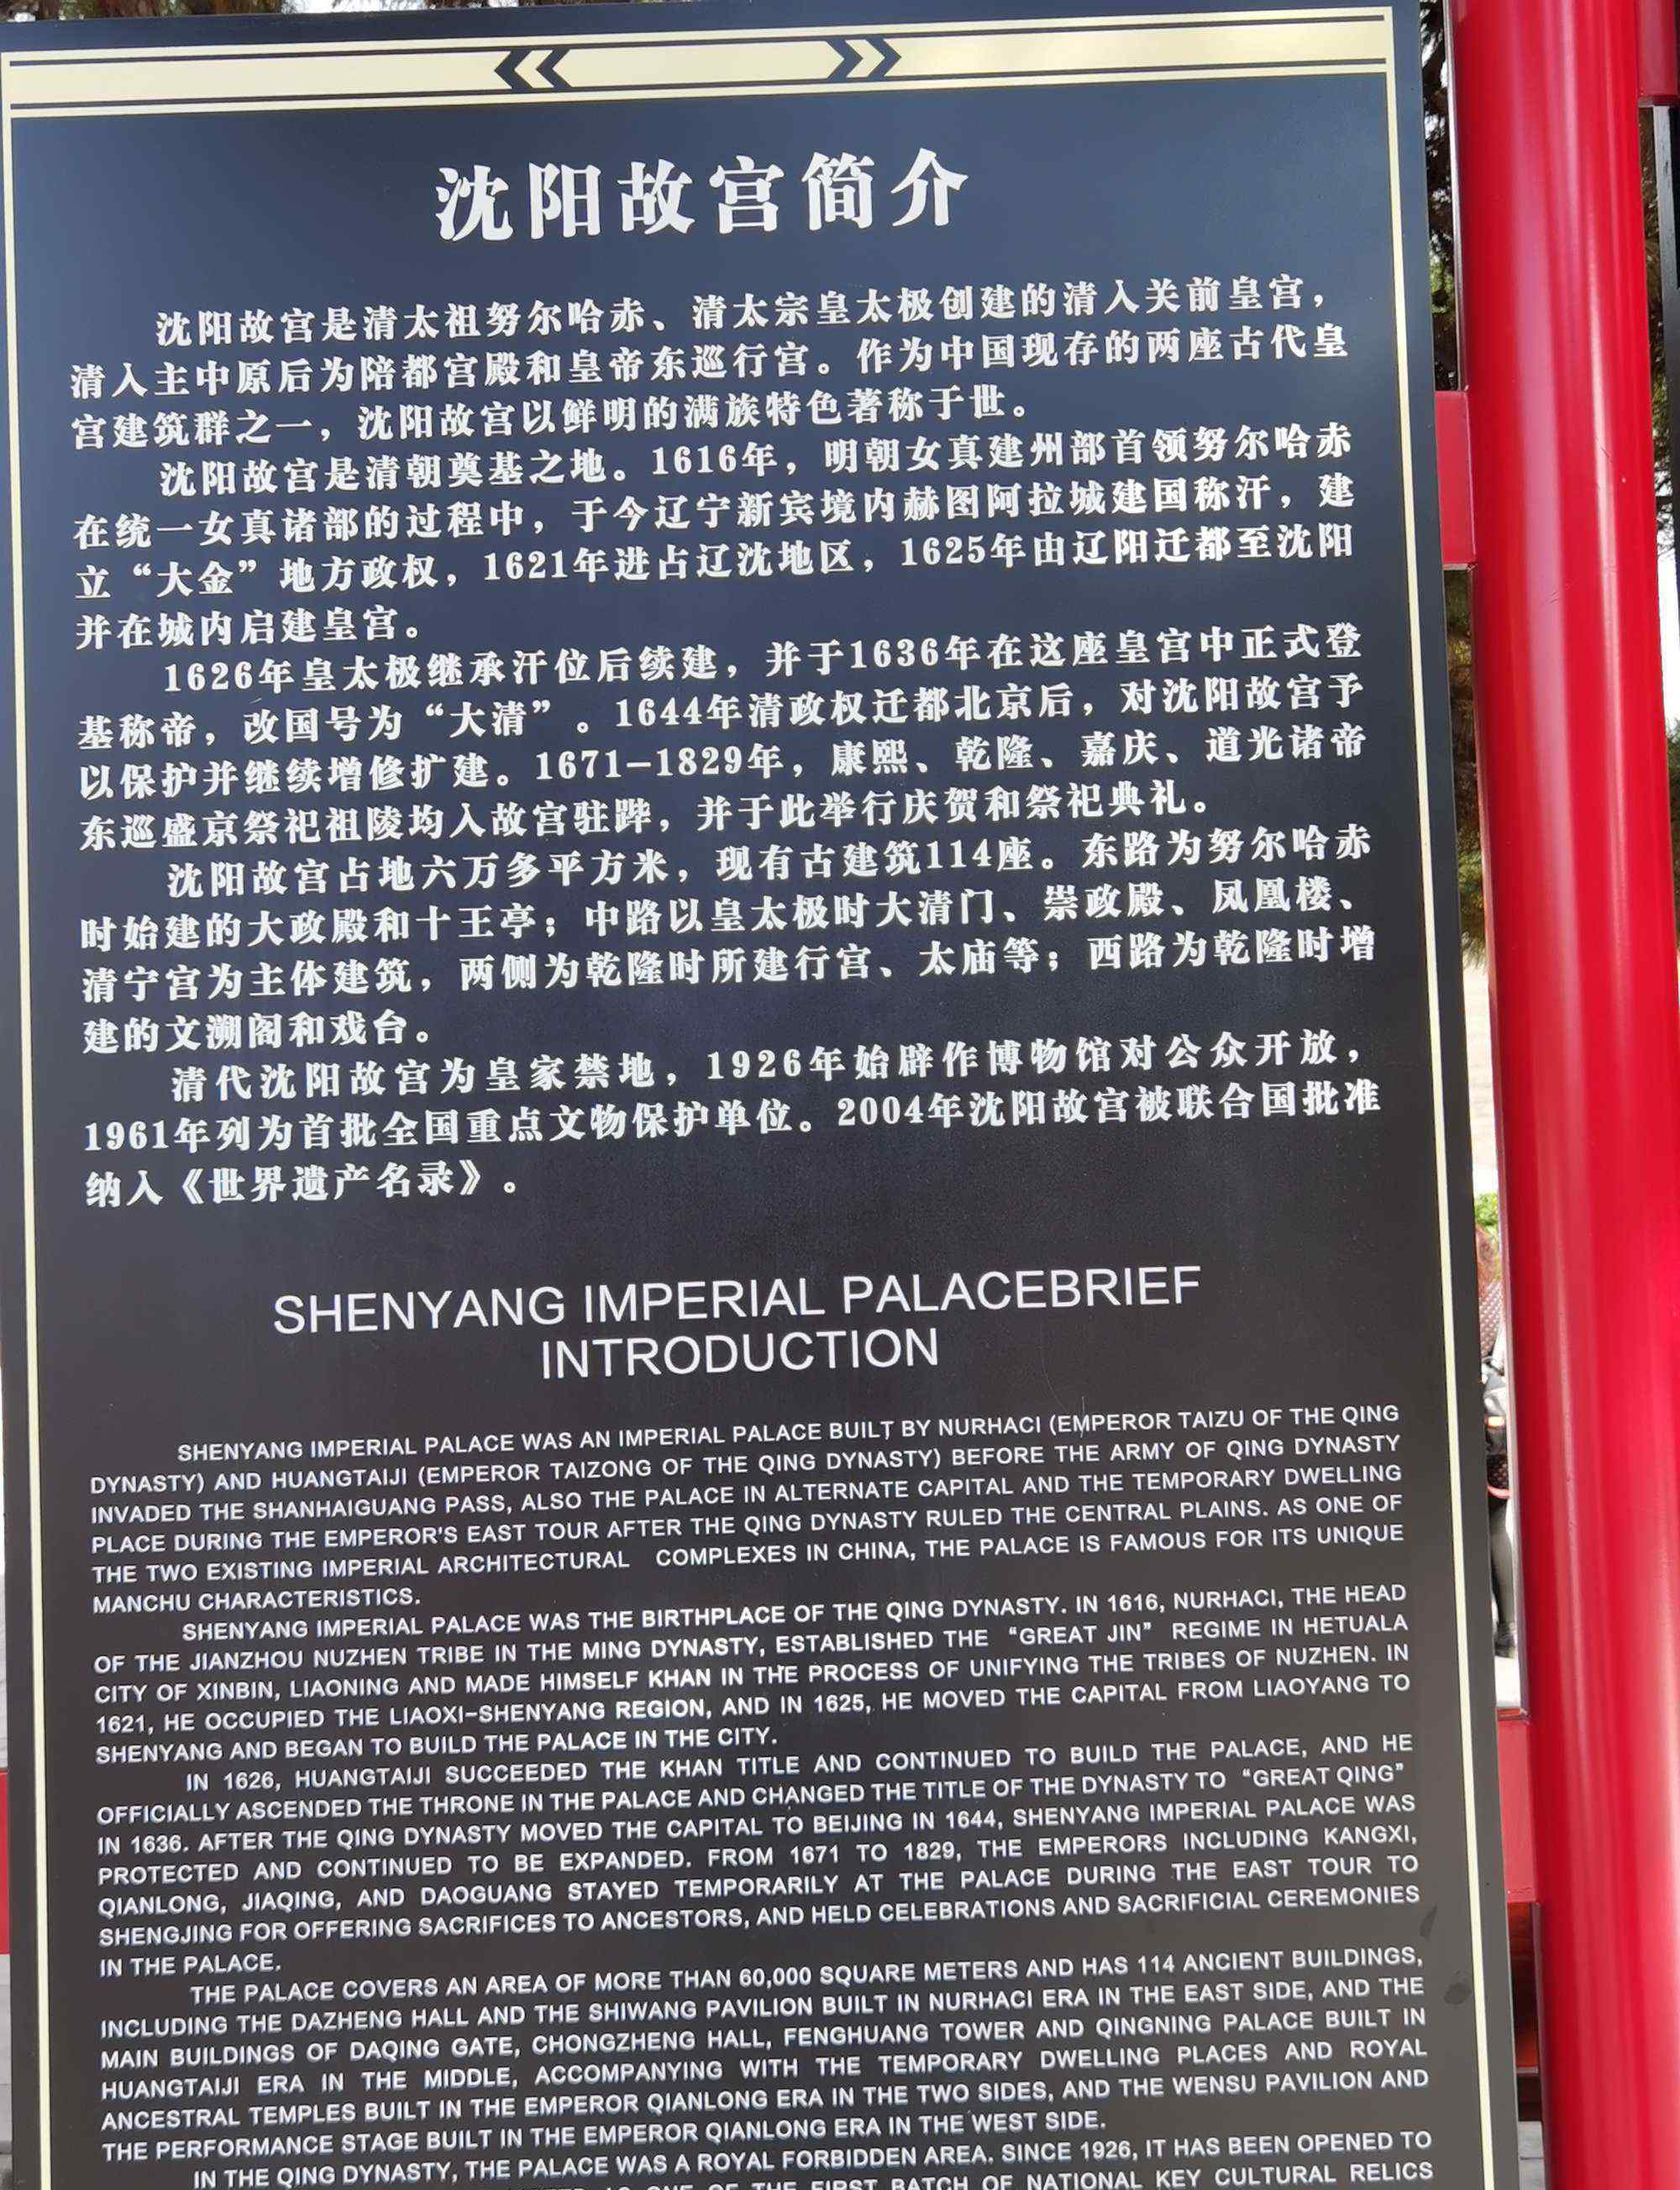 沈阳故宫简介
沈阳故宫是清太祖努尔哈赤、清太宗皇太极创建的清入关前皇宫，
清入主中原后为陪都宫殿和皇帝东巡行宫。作为中国现存的两座古代皇
宫建筑群之一，沈阳故宫以鲜明的满族特色著称于世。
沈阳故宫是清朝奠基之地。1616年，明朝女真建州部首领努尔哈赤
在统一女真诸部的过程中，于今辽宁新宾境内赫图阿拉城建国称汗，建
立“大金”地方政权，1621年进占辽沈地区，1625年由辽阳迁都至沈阳
并在城内启建皇宫。
1626年皇太极继承汗位后续建，并于1636年在这座皇宫中正式登
基称帝，改国号为“大清”。1644年清政权迁都北京后，对沈阳故宫予
以保护并继续增修扩建。1671-1829年，康熙、乾隆、嘉庆、道光诸帝
东巡盛京祭祀祖陵均入故宫驻跸，并于此举行庆贺和祭祀典礼。
沈阳故宫占地六万多平方米，现有古建筑114座。东路为努尔哈赤
时始建的大政殿和十王亭；中路以皇太极时大清门、崇政殿、凤凰楼、
清宁宫为主体建筑，两侧为乾隆时所建行宫、太庙等；西路为乾隆时增
建的文溯阁和戏台。
清代沈阳故宫为皇家禁地，1926年始辟作博物馆对公众开放，
1961年列为首批全国重点文物保护单位。2004年沈阳故宫被联合国批准
纳入《世界遗产名录》。
SHENYANG IMPERIAL PALACEBRIEF
INTRODUCTION
SHENYANG IMPERIAL PALACE WAS AN IMPERIAL PALACE BUILT BY NURHACI (EMPEROR TAIZU OF THE QING
DYNASTY) AND HUANGTAIJI (EMPEROR TAIZONG OF THE QING DYNASTY) BEFORE THE ARMY OF QING DYNASTY
INVADED THE SHANHAIGUANG PASS, ALSO THE PALACE IN ALTERNATE CAPITAL AND THE TEMPORARY DWELLING
PLACE DURING THE EMPEROR'S EAST TOUR AFTER THE QING DYNASTY RULED THE CENTRAL PLAINS. AS ONE OF
THE TWO EXISTING IMPERIAL ARCHITECTURAL COMPLEXES IN CHINA, THE PALACE IS FAMOUS FOR ITS UNIQUE
MANCHU CHARACTERISTICS.
SHENYANG IMPERIAL PALACE WAS THE BIRTHPLACE OF THE QING DYNASTY. IN 1616, NURHACI, THE HEAD
OF THE JIANZHOU NUZHEN TRIBE IN THE MING DYNASTY, ESTABLISHED THE “GREAT JIN” REGIME IN HETUALA
CITY OF XINBIN, LIAONING AND MADE HIMSELF KHAN IN THE PROCESS OF UNIFYING THE TRIBES OF NUZHEN. IN
1621, HE OCCUPIED THE LIAOXI-SHENYANG REGION, AND IN 1625, HE MOVED THE CAPITAL FROM LIAOYANG TO
SHENYANG AND BEGAN TO BUILD THE PALACE IN THE CITY.
IN 1626, HUANGTAIJI SUCCEEDED THE KHAN TITLE AND CONTINUED TO BUILD THE PALACE, AND HE
OFFICIALLY ASCENDED THE THRONE IN THE PALACE AND CHANGED THE TITLE OF THE DYNASTY TO “GREAT QING”
IN 1636. AFTER THE QING DYNASTY MOVED THE CAPITAL TO BEIJING IN 1644, SHENYANG IMPERIAL PALACE WAS
PROTECTED AND CONTINUED TO BE EXPANDED. FROM 1671 TO 1829, THE EMPERORS INCLUDING KANGXI,
QIANLONG, JIAQING, AND DAOGUANG STAYED TEMPORARILY AT THE PALACE DURING THE EAST TOUR TO
SHENGJING FOR OFFERING SACRIFICES TO ANCESTORS, AND HELD CELEBRATIONS AND SACRIFICIAL CEREMONIES
IN THE PALACE.
THE PALACE COVERS AN AREA OF MORE THAN 60,000 SQUARE METERS AND HAS 114 ANCIENT BUILDINGS,
INCLUDING THE DAZHENG HALL AND THE SHIWANG PAVILION BUILT IN NURHACI ERA IN THE EAST SIDE, AND THE
MAIN BUILDINGS OF DAQING GATE, CHONGZHENG HALL, FENGHUANG TOWER AND QINGNING PALACE BUILT IN
HUANGTAIJI ERA IN THE MIDDLE, ACCOMPANYING WITH THE TEMPORARY DWELLING PLACES AND ROYAL
ANCESTRAL TEMPLES BUILT IN THE EMPEROR QIANLONG ERA IN THE TWO SIDES, AND THE WENSU PAVILION AND
THE PERFORMANCE STAGE BUILT IN THE EMPEROR QIANLONG ERA IN THE WEST SIDE.
IN THE QING DYNASTY, THE PALACE WAS A ROYAL FORBIDDEN AREA. SINCE 1926, IT HAS BEEN OPENED TO
ONE OF THE FIRST BATCH OF NATIONAL KEY CULTURAL RELICS